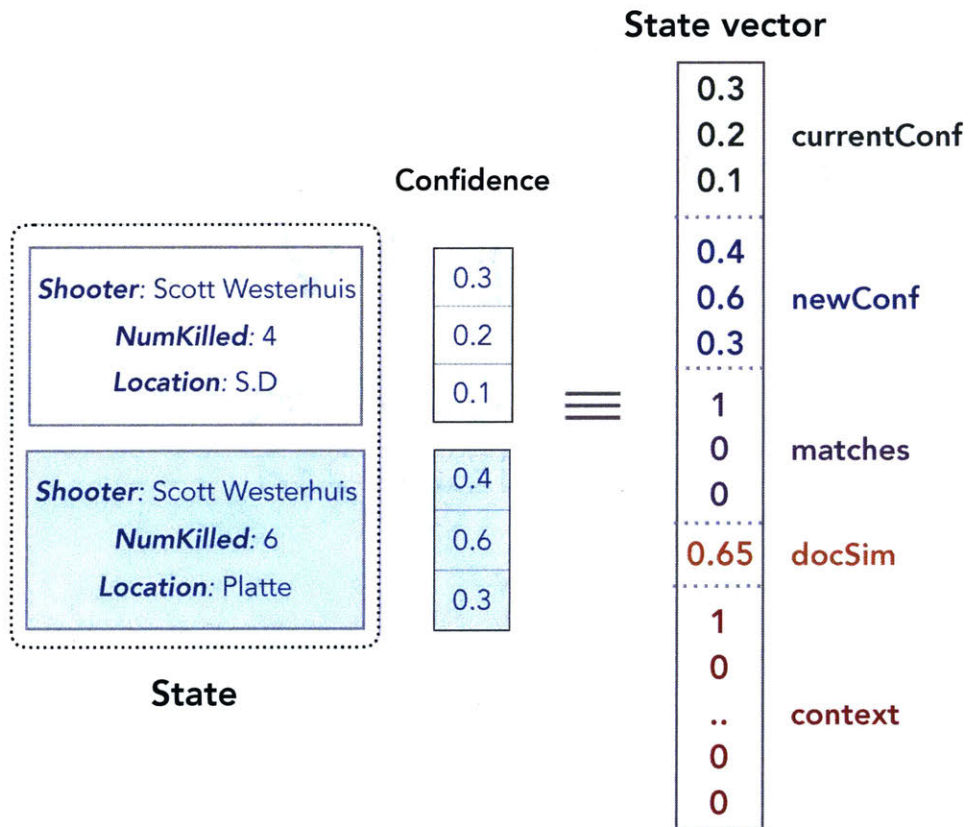 State vector
0.3
0.2
0.1
currentConf
0.4
0.6
0.3
newConf
1
0
0
matches
0.65
docSim
1
0
..
0
0
context
Confidence
Shooter: Scott Westerhuis
NumKilled: 4
Location: S.D
0.3
0.2
0.1
≡
Shooter: Scott Westerhuis
NumKilled: 6
Location: Platte
0.4
0.6
0.3
State